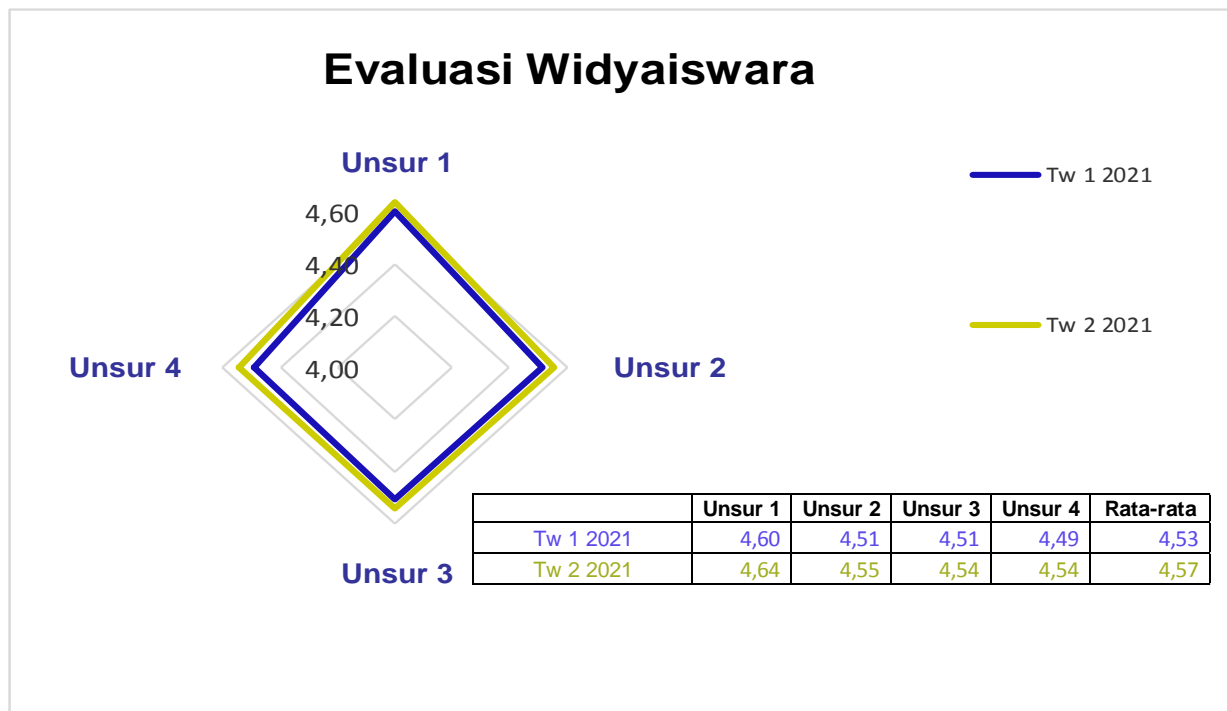 Evaluasi Widyaiswara
Unsur 1
Tw 1 2021
4,60
4,40
4,20
4,00
Tw 2 2021
Unsur 4
Unsur 2
Unsur 3
Unsur 1 Unsur 2 Unsur 3 Unsur 4 Rata-rata
Tw 1 2021 4,60 4,51 4,51 4,49 4,53
Tw 2 2021 4,64 4,55 4,54 4,54 4,57